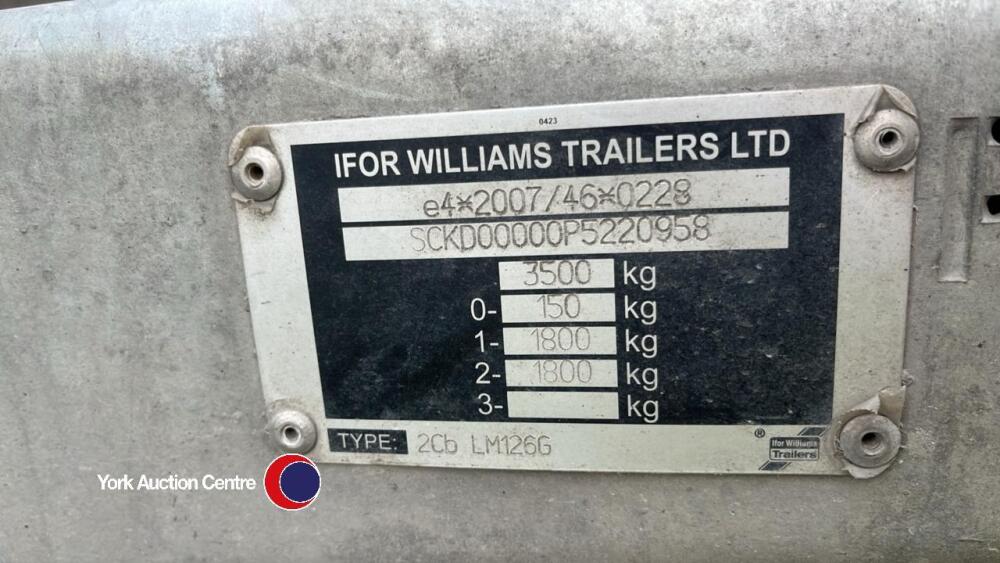 0423
IFOR WILLIAMS TRAILERS LTD
e4*2007/46*0228
SCKD00000P5220958
3500 kg
0- 150 kg
1- 1800 kg
2- 1800 kg
3- kg
TYPE: 2Cb LM126G
® Ifor Williams
Trailers
York Auction Centre